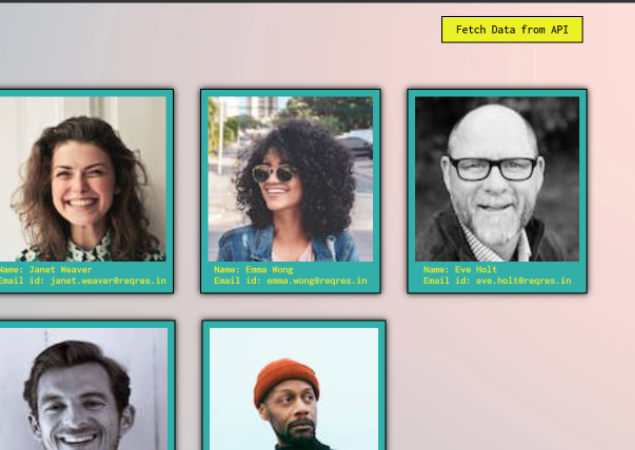 Fetch Data from API
Name: Janet Weaver
Email id: janet.weaver@reqres.in
Name: Emma Wong
Email id: emma.wong@reqres.in
Name: Eve Holt
Email id: eve.holt@reqres.in